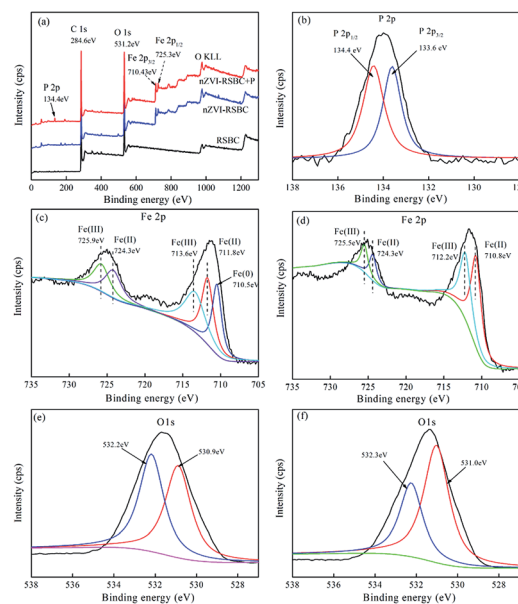 (a)
C 1s
284.6eV
O 1s
531.2eV
Fe 2p1/2
725.3eV
Fe 2p3/2
710.43eV
O KLL
nZVI-RSBC+P
P 2p
134.4eV
nZVI-RSBC
RSBC
Intensity (cps)
0 200 400 600 800 1000 1200
Binding energy (eV)
(b)
P 2p
P 2p1/2
134.4 eV
P 2p3/2
133.6 eV
Intensity (cps)
138 136 134 132 130
Binding energy (eV)
(c)
Fe 2p
Fe(III)
725.9eV
Fe(II)
724.3eV
Fe(III)
713.6eV
Fe(II)
711.8eV
Fe(0)
710.5eV
Intensity (cps)
735 730 725 720 715 710 705
Binding energy (eV)
(d)
Fe 2p
Fe(III)
725.5eV
Fe(II)
724.3eV
Fe(III)
712.2eV
Fe(II)
710.8eV
Intensity (cps)
735 730 725 720 715 710
Binding energy (eV)
(e)
O1s
532.2eV
530.9eV
Intensity (cps)
538 536 534 532 530 528
Binding energy (eV)
(f)
O1s
532.3eV
531.0eV
Intensity (cps)
538 536 534 532 530 528
Binding energy (eV)